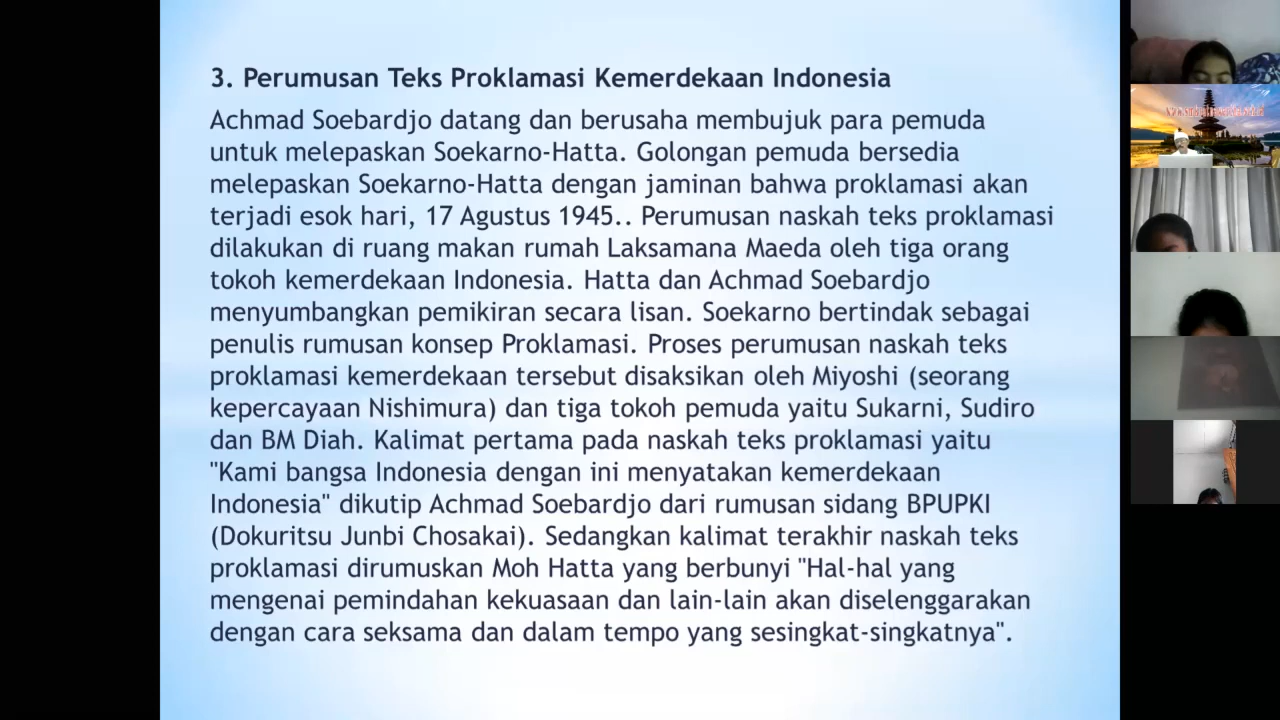 3. Perumusan Teks Proklamasi Kemerdekaan Indonesia
Achmad Soebardjo datang dan berusaha membujuk para pemuda
untuk melepaskan Soekarno-Hatta. Golongan pemuda bersedia
melepaskan Soekarno-Hatta dengan jaminan bahwa proklamasi akan
terjadi esok hari, 17 Agustus 1945.. Perumusan naskah teks proklamasi
dilakukan di ruang makan rumah Laksamana Maeda oleh tiga orang
tokoh kemerdekaan Indonesia. Hatta dan Achmad Soebardjo
menyumbangkan pemikiran secara lisan. Soekarno bertindak sebagai
penulis rumusan konsep Proklamasi. Proses perumusan naskah teks
proklamasi kemerdekaan tersebut disaksikan oleh Miyoshi (seorang
kepercayaan Nishimura) dan tiga tokoh pemuda yaitu Sukarni, Sudiro
dan BM Diah. Kalimat pertama pada naskah teks proklamasi yaitu
"Kami bangsa Indonesia dengan ini menyatakan kemerdekaan
Indonesia" dikutip Achmad Soebardjo dari rumusan sidang BPUPKI
(Dokuritsu Junbi Chosakai). Sedangkan kalimat terakhir naskah teks
proklamasi dirumuskan Moh Hatta yang berbunyi "Hal-hal yang
mengenai pemindahan kekuasaan dan lain-lain akan diselenggarakan
dengan cara seksama dan dalam tempo yang sesingkat-singkatnya".